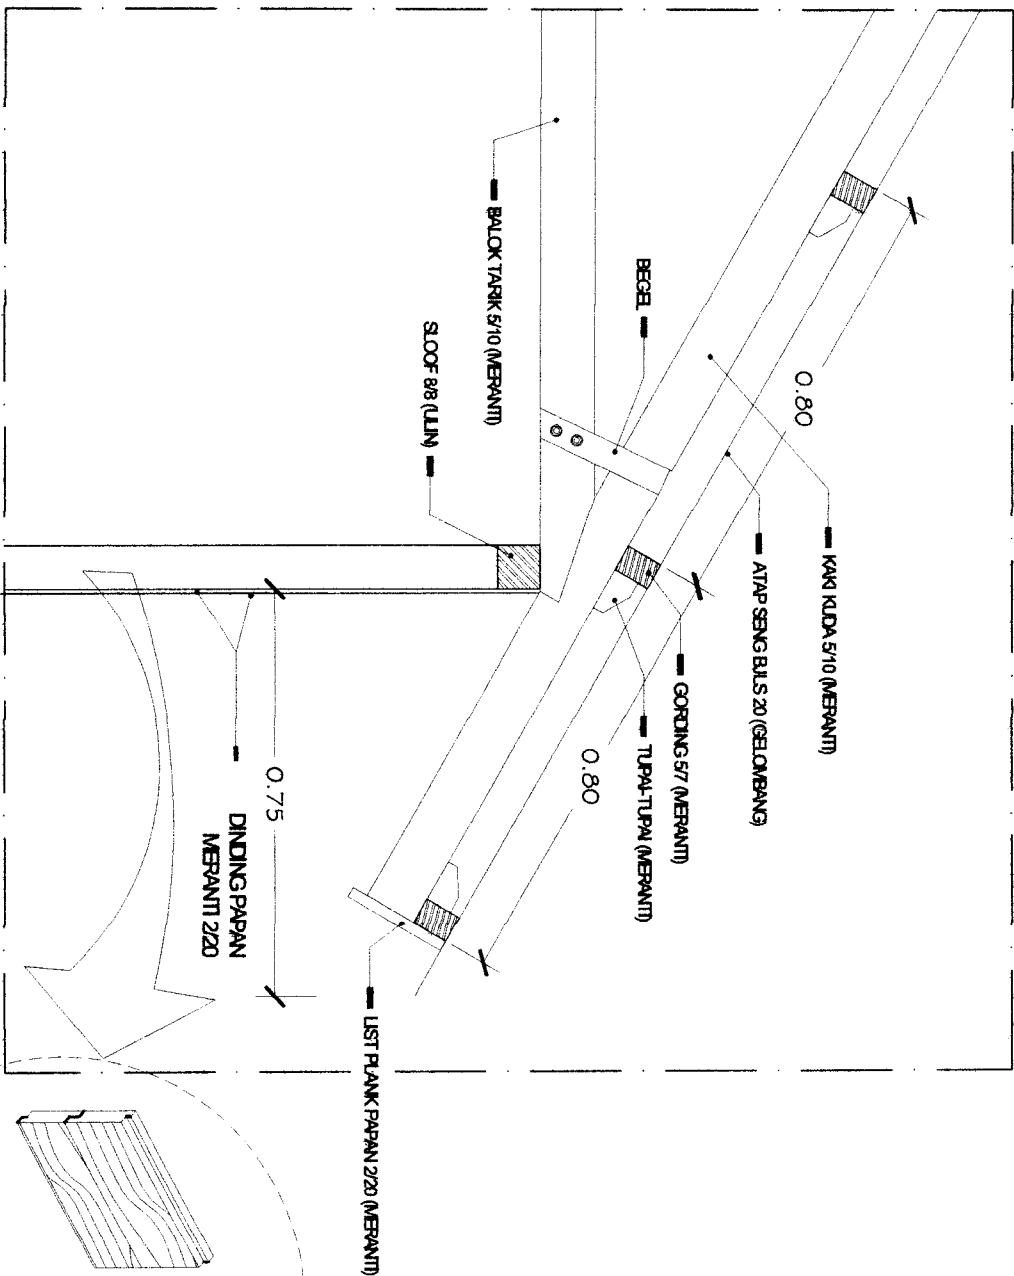 KAKI KUDA 5/10 (MERANTI)
ATAP SENG BJLS 20 (GELOMBANG)
GORDING 5/7 (MERANTI)
TUPAI-TUPAI (MERANTI)
BEGEL
BALOK TARIK 5/10 (MERANTI)
SLOOF 8/8 (ULIN)
0.80
0.80
0.75
DINDING PAPAN
MERANTI 2/20
LIST PLANK PAPAN 2/20 (MERANTI)